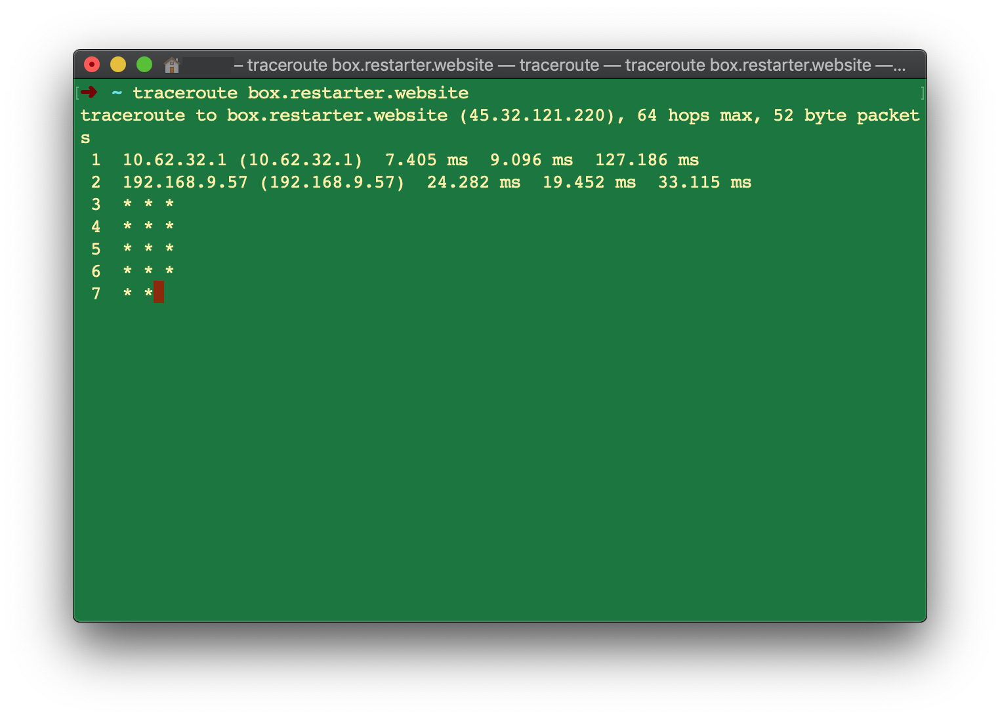 — traceroute box.restarter.website — traceroute — traceroute box.restarter.website —...
[➜ ~ traceroute box.restarter.website ]
traceroute to box.restarter.website (45.32.121.220), 64 hops max, 52 byte packet
s
1 10.62.32.1 (10.62.32.1) 7.405 ms 9.096 ms 127.186 ms
2 192.168.9.57 (192.168.9.57) 24.282 ms 19.452 ms 33.115 ms
3 * * *
4 * * *
5 * * *
6 * * *
7 * *